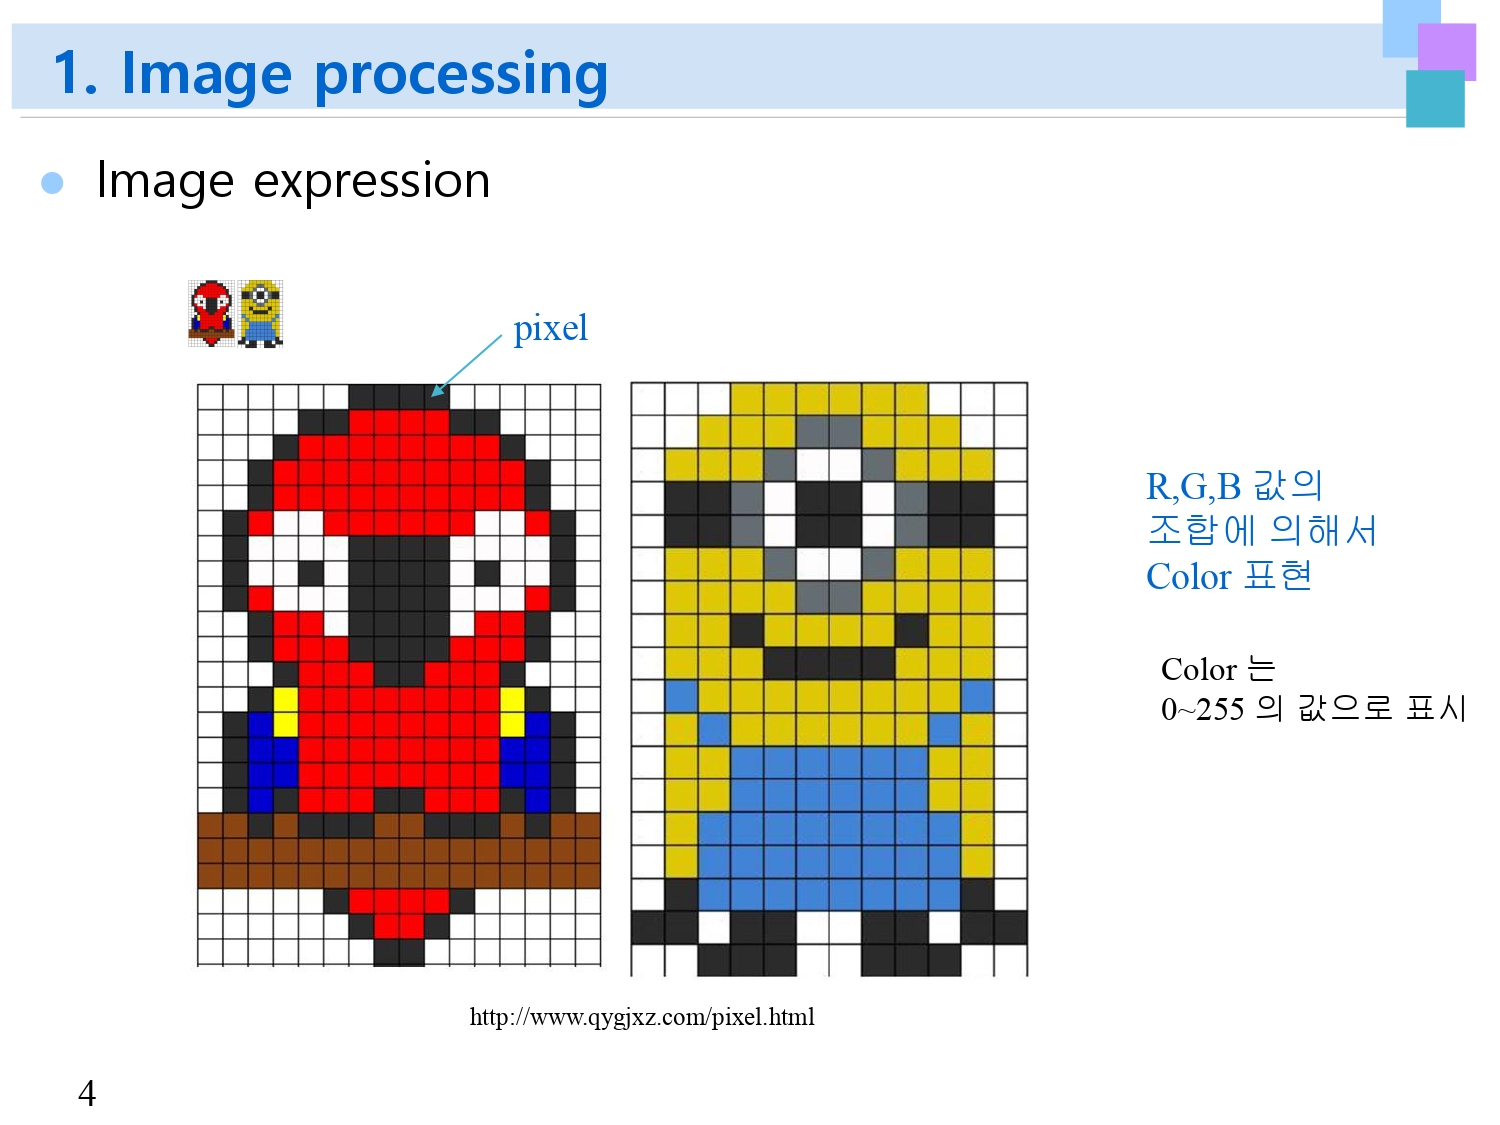 1. Image processing
Image expression
pixel
R,G,B 값의
조합에 의해서
Color 표현
Color 는
0~255 의 값으로 표시
http://www.qygjxz.com/pixel.html
4